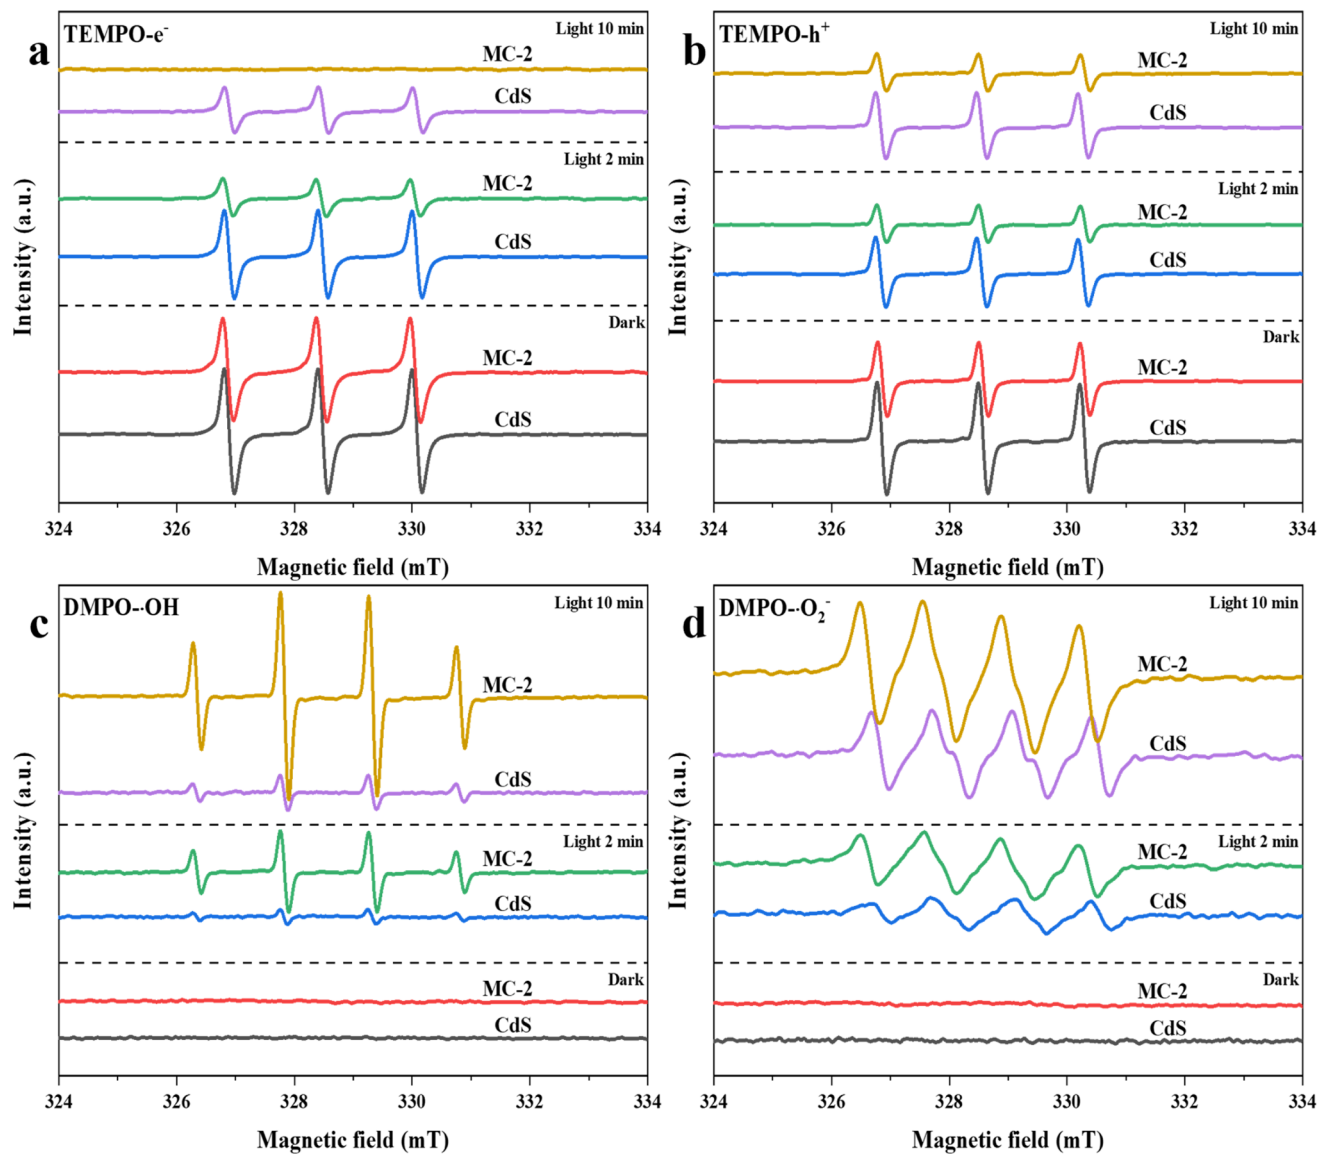 a
TEMPO-e⁻
Light 10 min
MC-2
CdS
Light 2 min
MC-2
CdS
Dark
MC-2
CdS
Intensity (a.u.)
324 326 328 330 332 334
Magnetic field (mT)
b
TEMPO-h⁺
Light 10 min
MC-2
CdS
Light 2 min
MC-2
CdS
Dark
MC-2
CdS
Intensity (a.u.)
324 326 328 330 332 334
Magnetic field (mT)
c
DMPO-·OH
Light 10 min
MC-2
CdS
Light 2 min
MC-2
CdS
Dark
MC-2
CdS
Intensity (a.u.)
324 326 328 330 332 334
Magnetic field (mT)
d
DMPO-·O₂⁻
Light 10 min
MC-2
CdS
Light 2 min
MC-2
CdS
Dark
MC-2
CdS
Intensity (a.u.)
324 326 328 330 332 334
Magnetic field (mT)